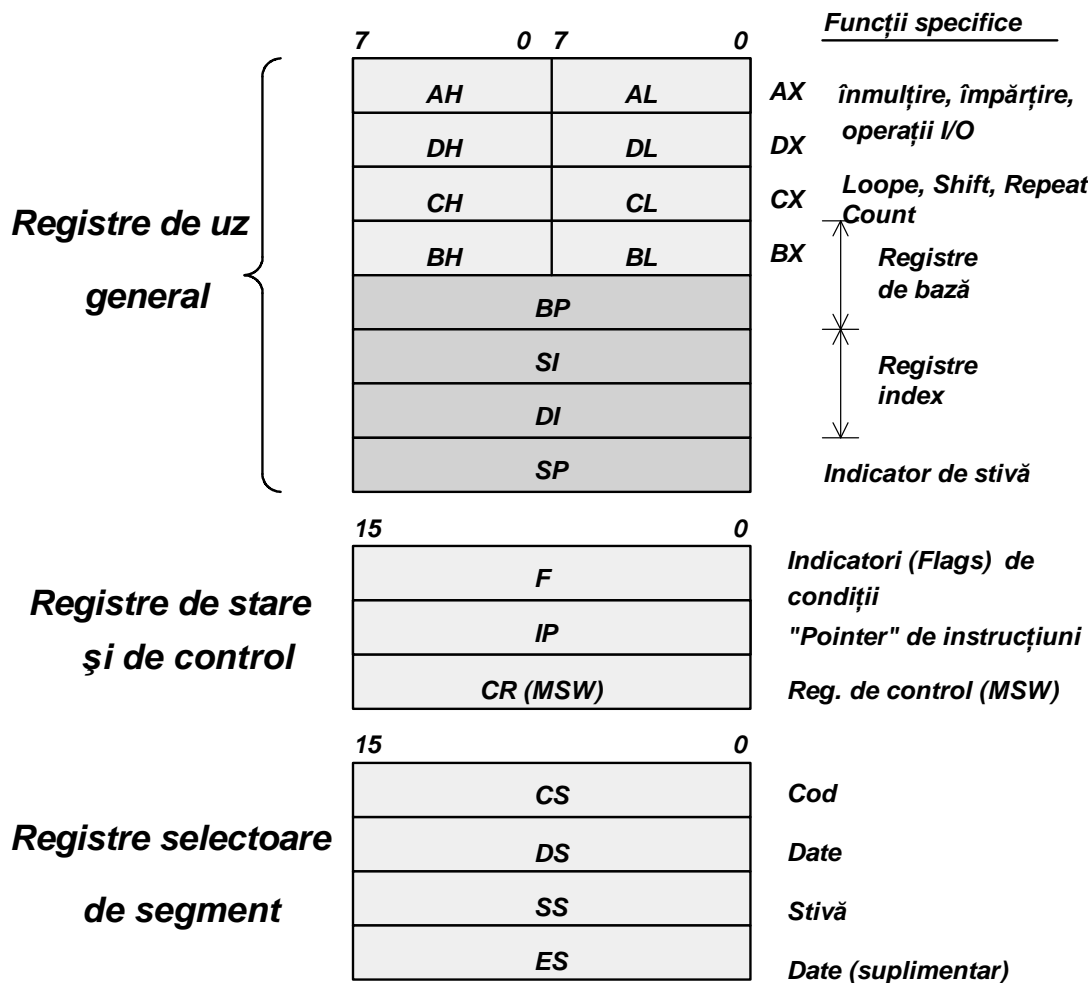 Funcții specifice
7 0 7 0
AH AL AX înmulțire, împărțire,
operații I/O
DH DL DX
CH CL CX Loope, Shift, Repeat
Count
Registre de uz
general
BH BL BX Registre
de bază
BP
SI Registre
index
DI
SP Indicator de stivă
15 0
Registre de stare
şi de control
F Indicatori (Flags) de
condiții
IP "Pointer" de instrucțiuni
CR (MSW) Reg. de control (MSW)
15 0
Registre selectoare
de segment
CS Cod
DS Date
SS Stivă
ES Date (suplimentar)